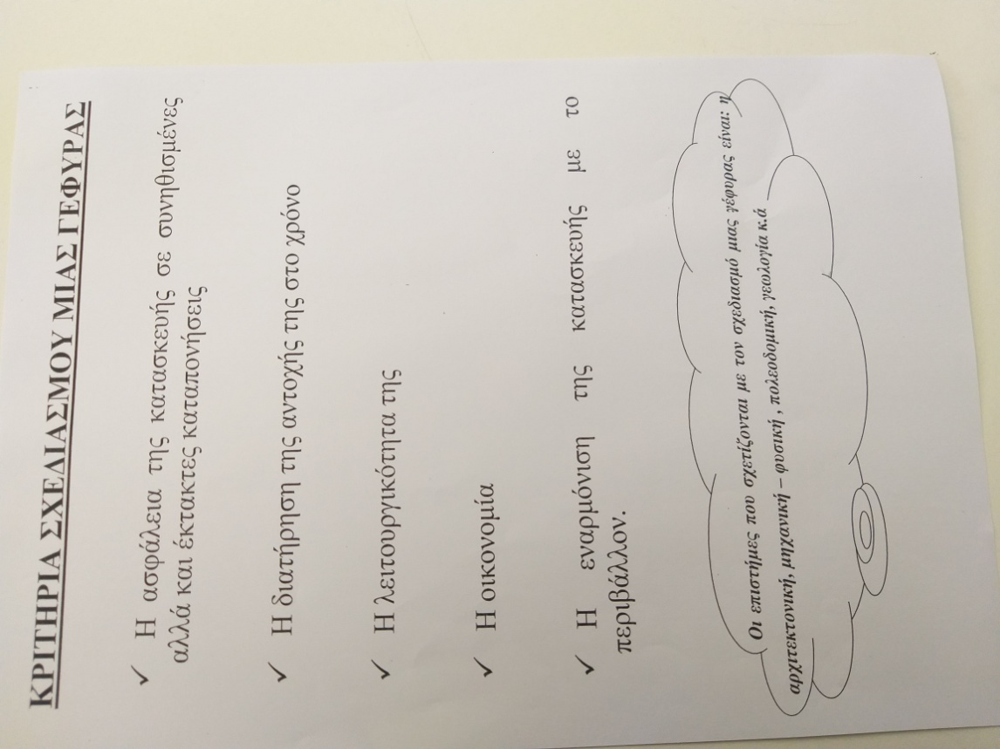 ΚΡΙΤΗΡΙΑ ΣΧΕΔΙΑΣΜΟΥ ΜΙΑΣ ΓΕΦΥΡΑΣ
✓ Η ασφάλεια της κατασκευής σε συνηθισμένες
αλλά και έκτακτες καταπονήσεις
✓ Η διατήρηση της αντοχής της στο χρόνο
✓ Η λειτουργικότητα της
✓ Η οικονομία
✓ Η εναρμόνιση της κατασκευής με το
περιβάλλον.
Οι επιστήμες που σχετίζονται με τον σχεδιασμό μιας γέφυρας είναι: η
αρχιτεκτονική, μηχανική – φυσική , πολεοδομική, γεωλογία κ.ά